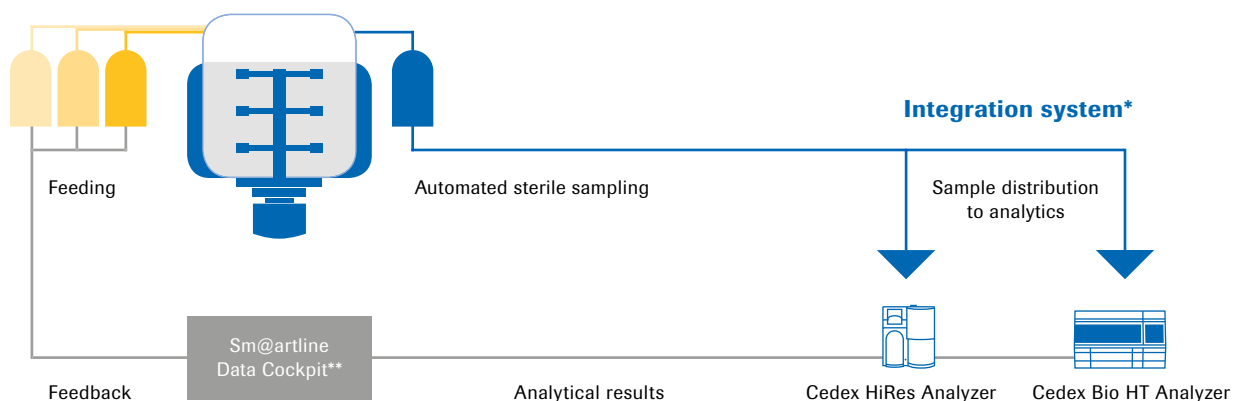 Integration system*
Feeding
Automated sterile sampling
Sample distribution
to analytics
Sm@artline
Data Cockpit**
Feedback
Analytical results
Cedex HiRes Analyzer
Cedex Bio HT Analyzer